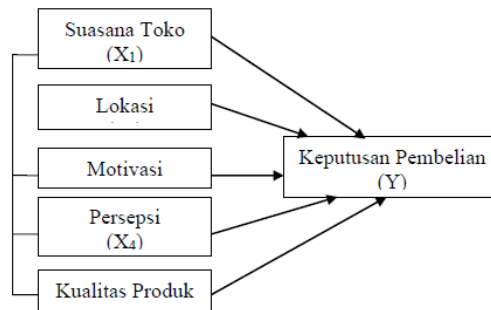 Suasana Toko
(X1)
Lokasi
Motivasi
Keputusan Pembelian
(Y)
Persepsi
(X4)
Kualitas Produk